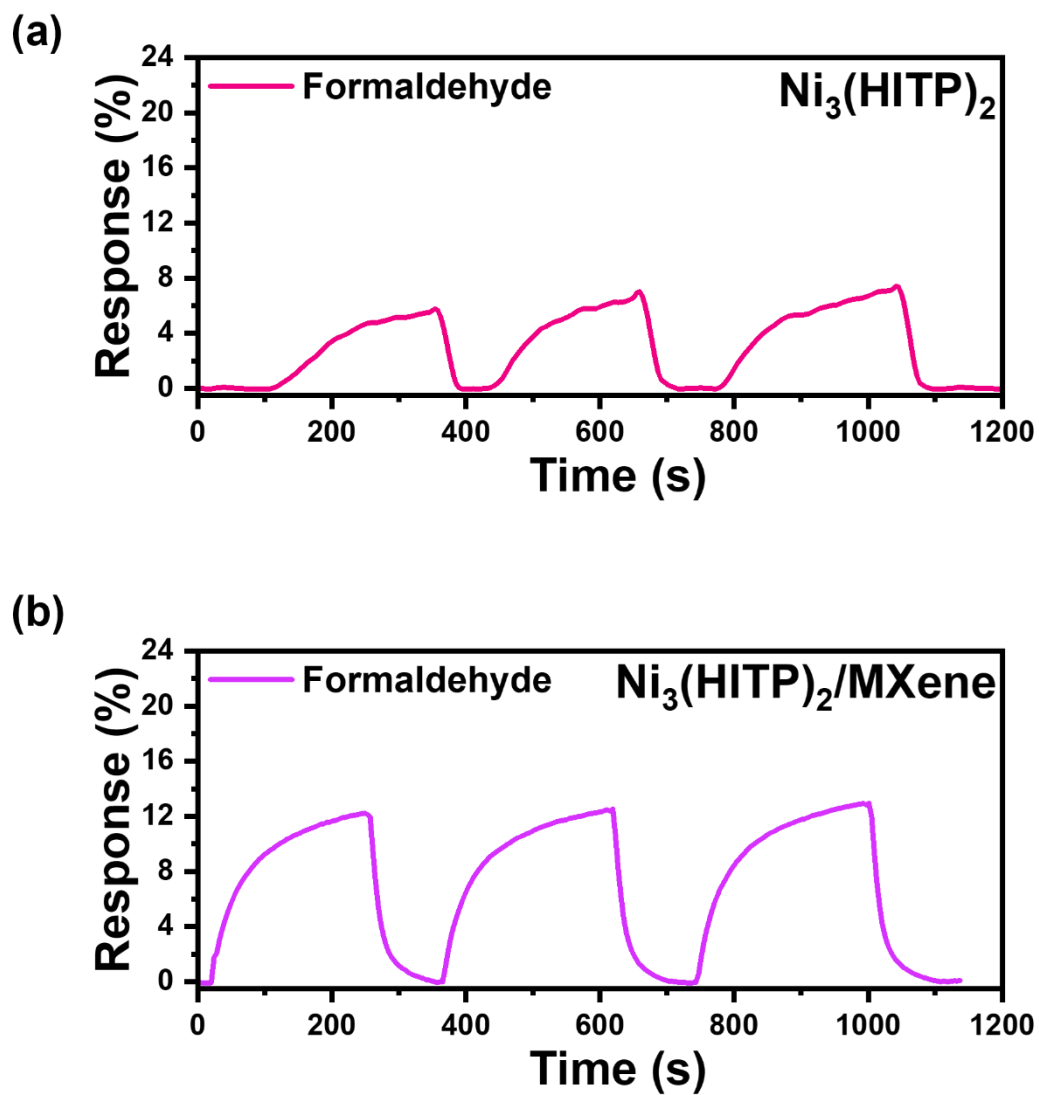 (a)
Formaldehyde
Ni₃(HITP)₂
24
20
16
12
8
4
0
Response (%)
0 200 400 600 800 1000 1200
Time (s)
(b)
Formaldehyde
Ni₃(HITP)₂/MXene
24
20
16
12
8
4
0
Response (%)
0 200 400 600 800 1000 1200
Time (s)